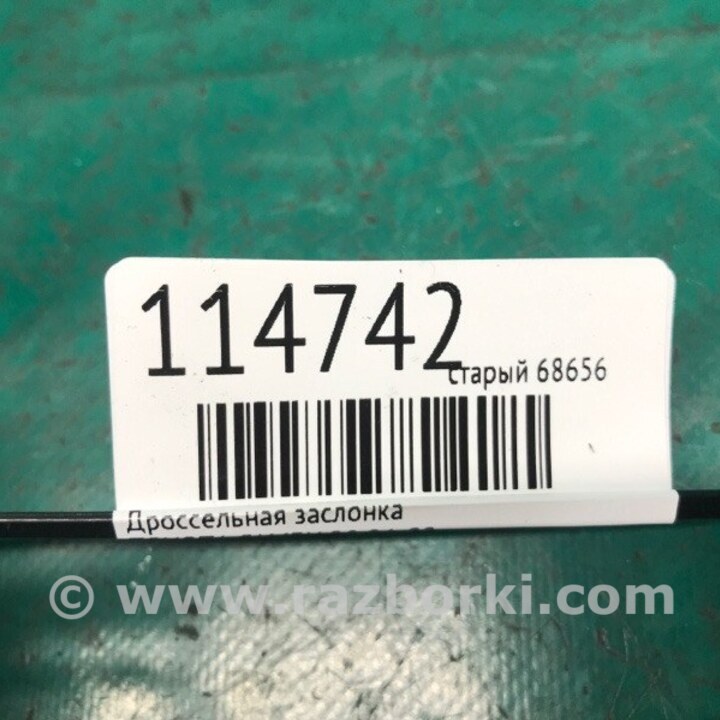 114742
старый 68656
Дроссельная заслонка
© www.razborki.com